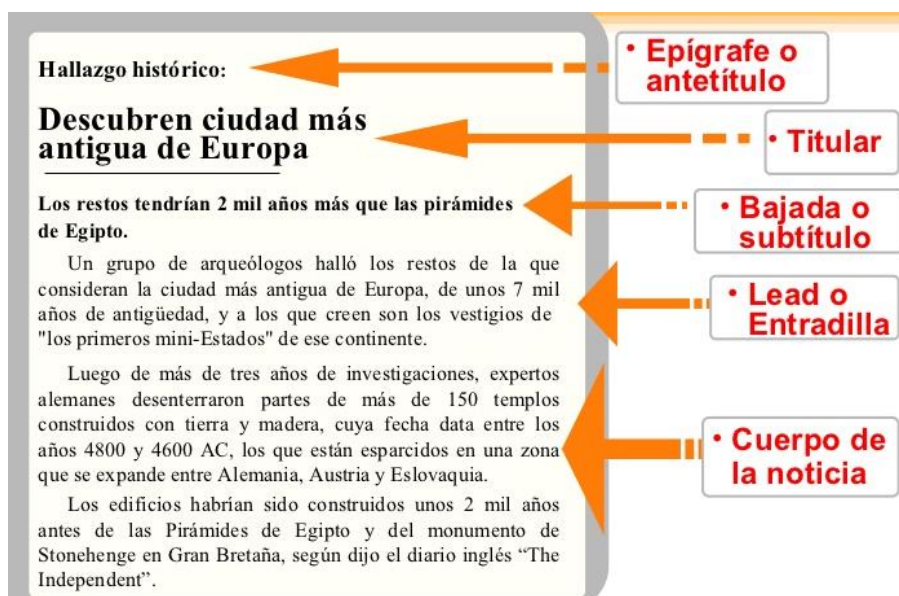 Hallazgo histórico:
Descubren ciudad más
antigua de Europa
Los restos tendrían 2 mil años más que las pirámides
de Egipto.
Un grupo de arqueólogos halló los restos de la que
consideran la ciudad más antigua de Europa, de unos 7 mil
años de antigüedad, y a los que creen son los vestigios de
"los primeros mini-Estados" de ese continente.
Luego de más de tres años de investigaciones, expertos
alemanes desenterraron partes de más de 150 templos
construidos con tierra y madera, cuya fecha data entre los
años 4800 y 4600 AC, los que están esparcidos en una zona
que se expande entre Alemania, Austria y Eslovaquia.
Los edificios habrían sido construidos unos 2 mil años
antes de las Pirámides de Egipto y del monumento de
Stonehenge en Gran Bretaña, según dijo el diario inglés “The
Independent”.
• Epígrafe o
antetítulo
• Titular
• Bajada o
subtítulo
• Lead o
Entradilla
• Cuerpo de
la noticia